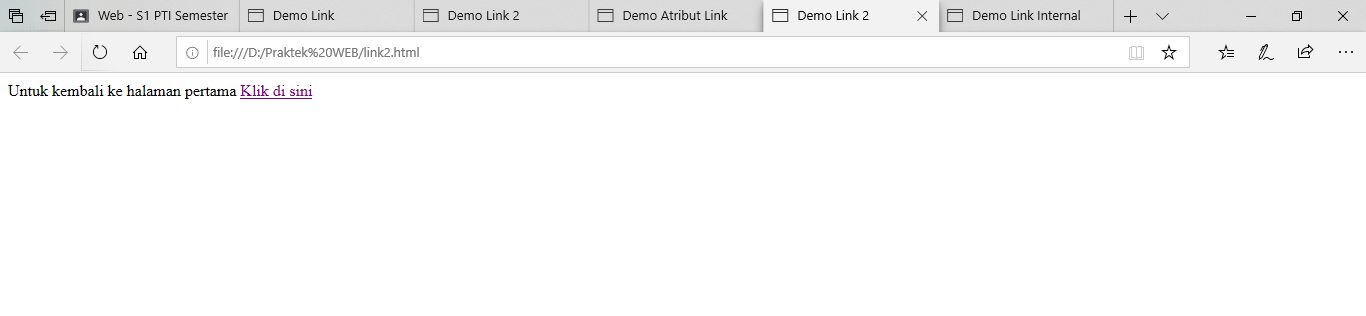 Web - S1 PTI Semester
Demo Link
Demo Link 2
Demo Atribut Link
Demo Link 2
Demo Link Internal
file:///D:/Praktek%20WEB/link2.html
Untuk kembali ke halaman pertama Klik di sini